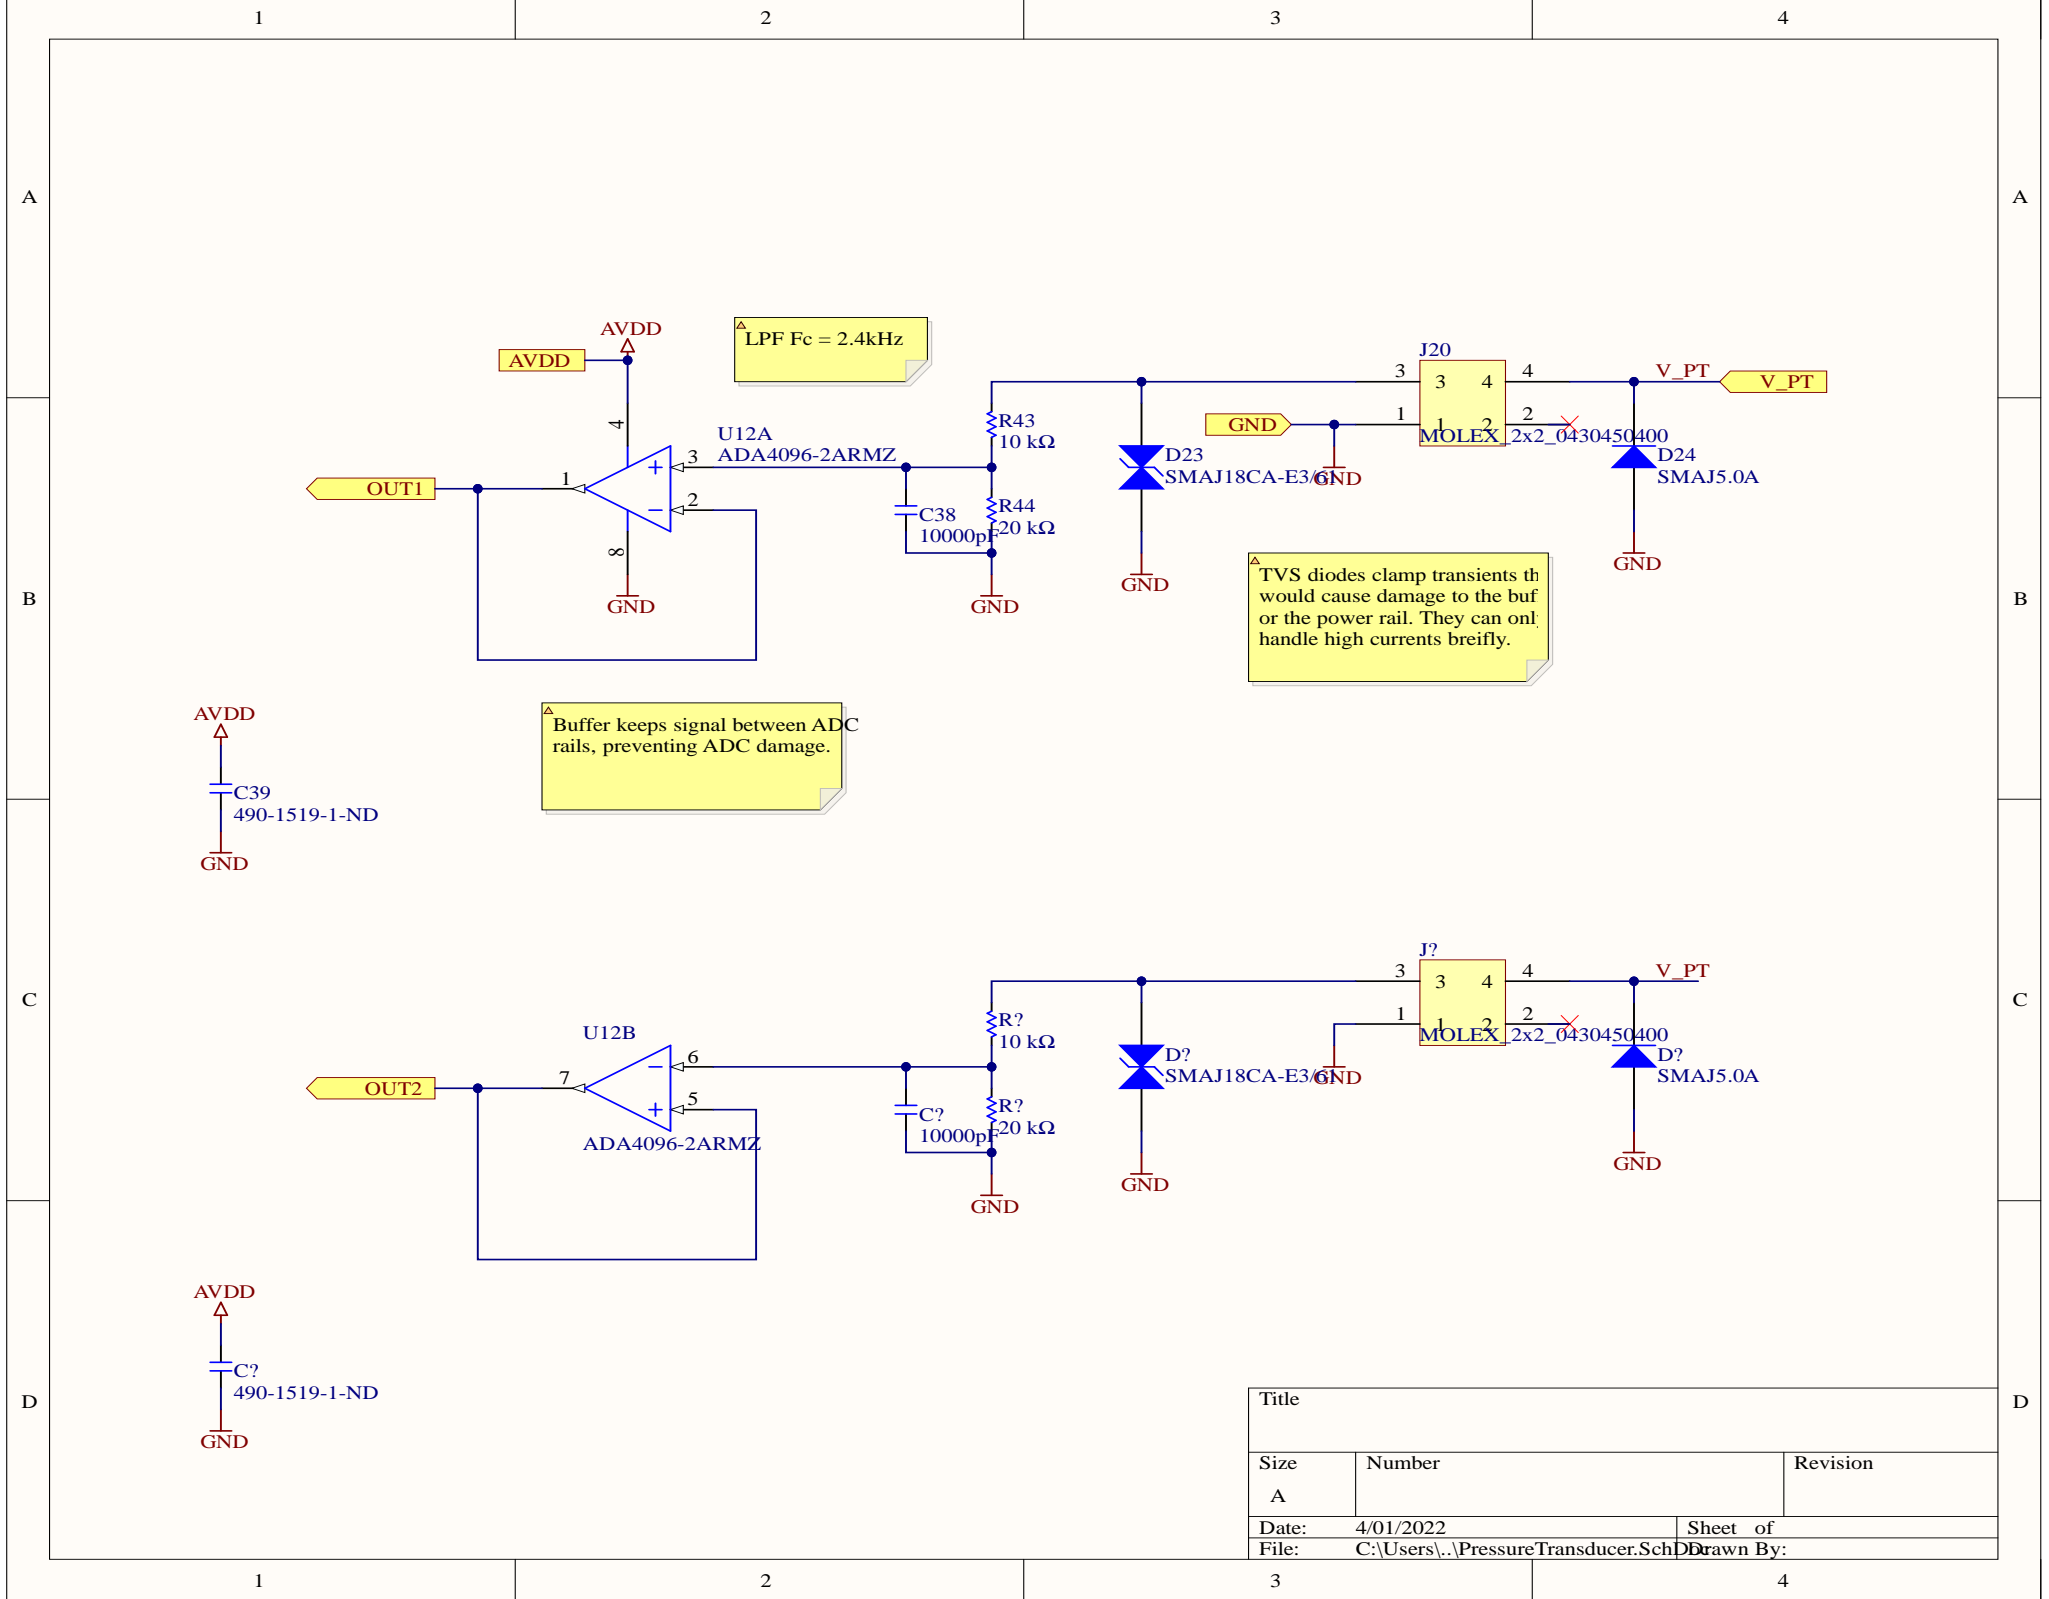 1 2 3 4
A A
AVDD
AVDD
LPF Fc = 2.4kHz
J20
3 3 4 4 V_PT V_PT
4
GND 1 1 2 2
R43
10 kΩ
MOLEX_2x2_0430450400
U12A
ADA4096-2ARMZ
3
D23
SMAJ18CA-E3/61
GND
D24
SMAJ5.0A
OUT1 1
2
C38
10000pF
R44
20 kΩ
8
GND
GND
GND
GND
TVS diodes clamp transients th
would cause damage to the buf
or the power rail. They can onl
handle high currents breifly.
B B
AVDD
Buffer keeps signal between ADC
rails, preventing ADC damage.
C39
490-1519-1-ND
GND
J?
3 3 4 4 V_PT
C C
1 1 2 2
R?
10 kΩ
MOLEX_2x2_0430450400
U12B
6
D?
SMAJ18CA-E3/61
GND
D?
SMAJ5.0A
OUT2 7
5
C?
10000pF
R?
20 kΩ
ADA4096-2ARMZ
GND
GND
GND
AVDD
C?
490-1519-1-ND
GND
D D
Title
Size Number Revision
A
Date: 4/01/2022 Sheet of
File: C:\Users\..\PressureTransducer.SchDoc Drawn By:
1 2 3 4